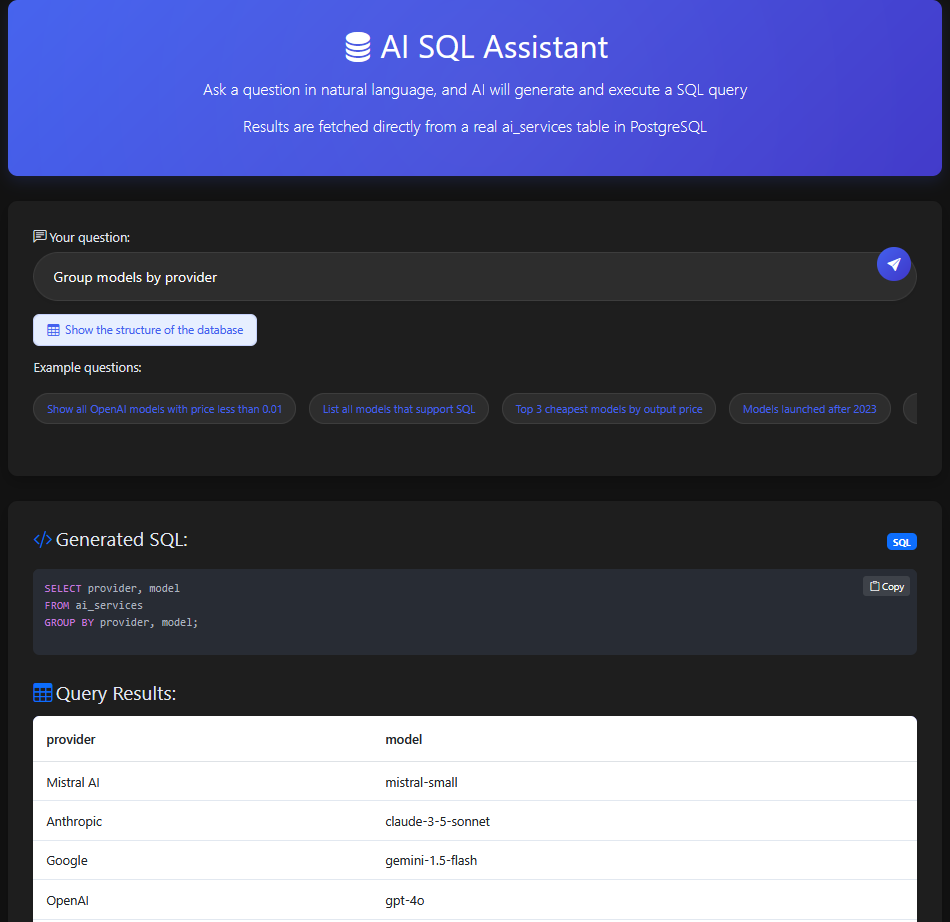 AI SQL Assistant
Ask a question in natural language, and AI will generate and execute a SQL query
Results are fetched directly from a real ai_services table in PostgreSQL
Your question:
Group models by provider
Show the structure of the database
Example questions:
Show all OpenAI models with price less than 0.01
List all models that support SQL
Top 3 cheapest models by output price
Models launched after 2023
</> Generated SQL:
SQL
SELECT provider, model
Copy
FROM ai_services
GROUP BY provider, model;
Query Results:
provider model
Mistral AI mistral-small
Anthropic claude-3-5-sonnet
Google gemini-1.5-flash
OpenAI gpt-4o